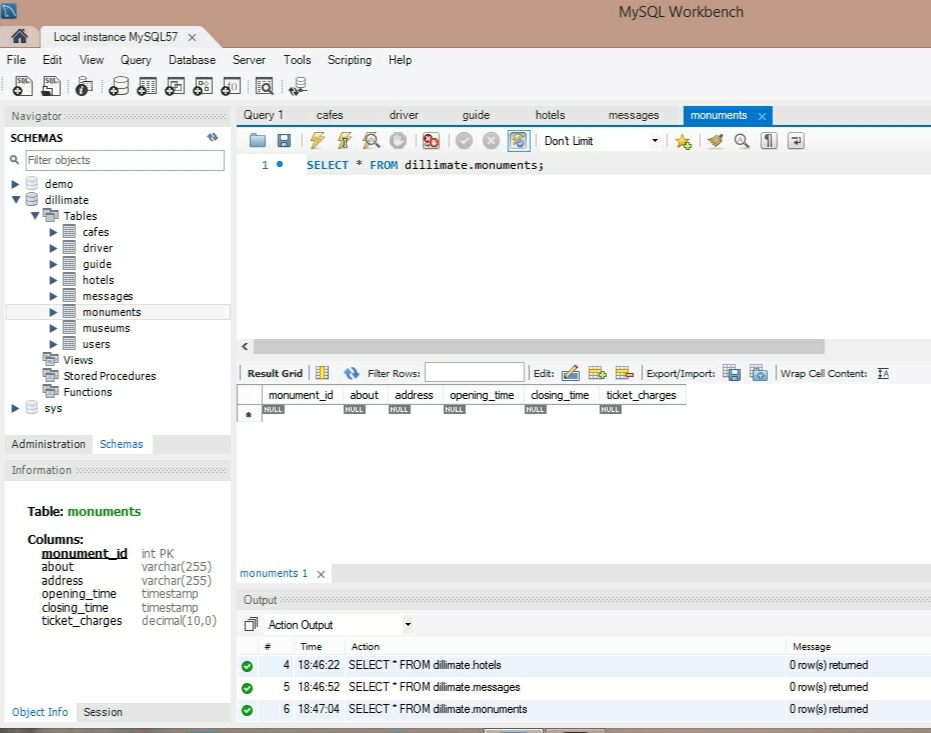 MySQL Workbench
Local instance MySQL57
File Edit View Query Database Server Tools Scripting Help
Navigator
SCHEMAS
Filter objects
demo
dillimate
Tables
cafes
driver
guide
hotels
messages
monuments
museums
users
Views
Stored Procedures
Functions
sys
Administration Schemas
Information
Table: monuments
Columns:
monument_id int PK
about varchar(255)
address varchar(255)
opening_time timestamp
closing_time timestamp
ticket_charges decimal(10,0)
Object Info Session
Query 1 cafes driver guide hotels messages monuments
Don't Limit
1 SELECT * FROM dillimate.monuments;
Result Grid Filter Rows: Edit: Export/Import: Wrap Cell Content:
monument_id about address opening_time closing_time ticket_charges
NULL NULL NULL NULL NULL NULL
monuments 1
Output
Action Output
# Time Action Message
4 18:46:22 SELECT * FROM dillimate.hotels 0 row(s) returned
5 18:46:52 SELECT * FROM dillimate.messages 0 row(s) returned
6 18:47:04 SELECT * FROM dillimate.monuments 0 row(s) returned